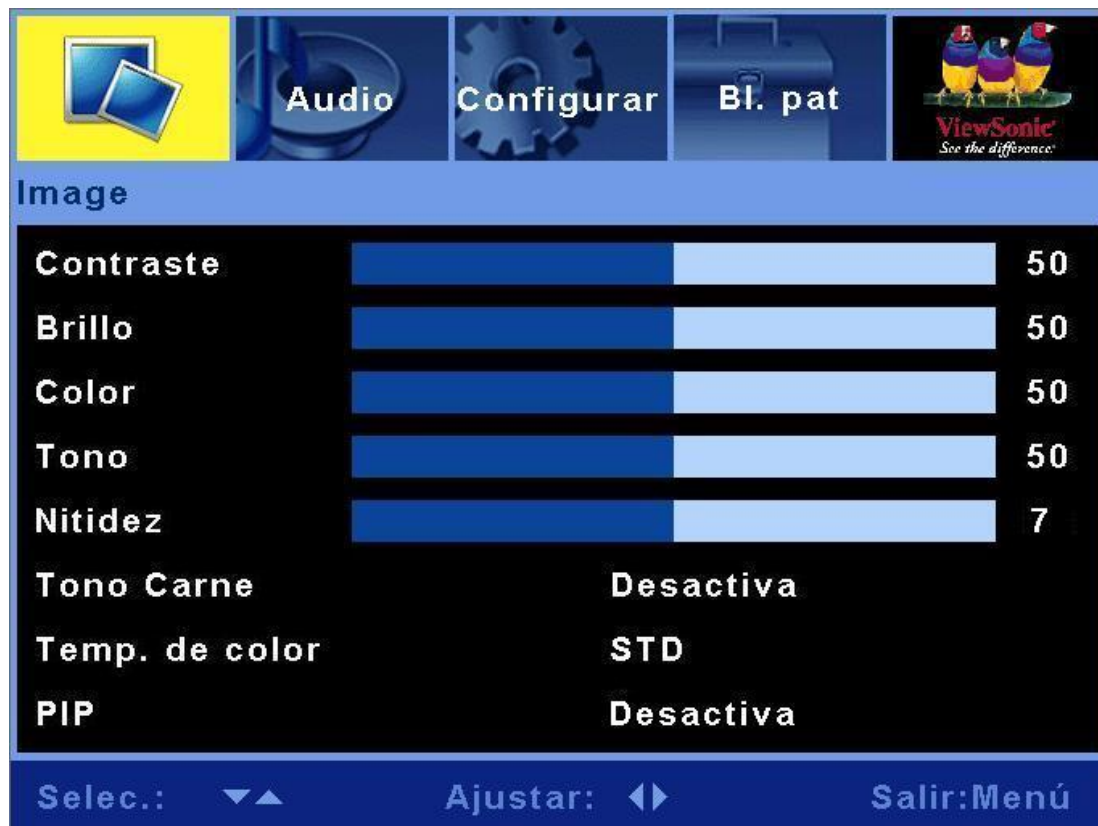 Audio
Configurar
Bl. pat
ViewSonic
See the difference
Image
Contraste 50
Brillo 50
Color 50
Tono 50
Nitidez 7
Tono Carne Desactiva
Temp. de color STD
PIP Desactiva
Selec.: Ajustar: Salir:Menú